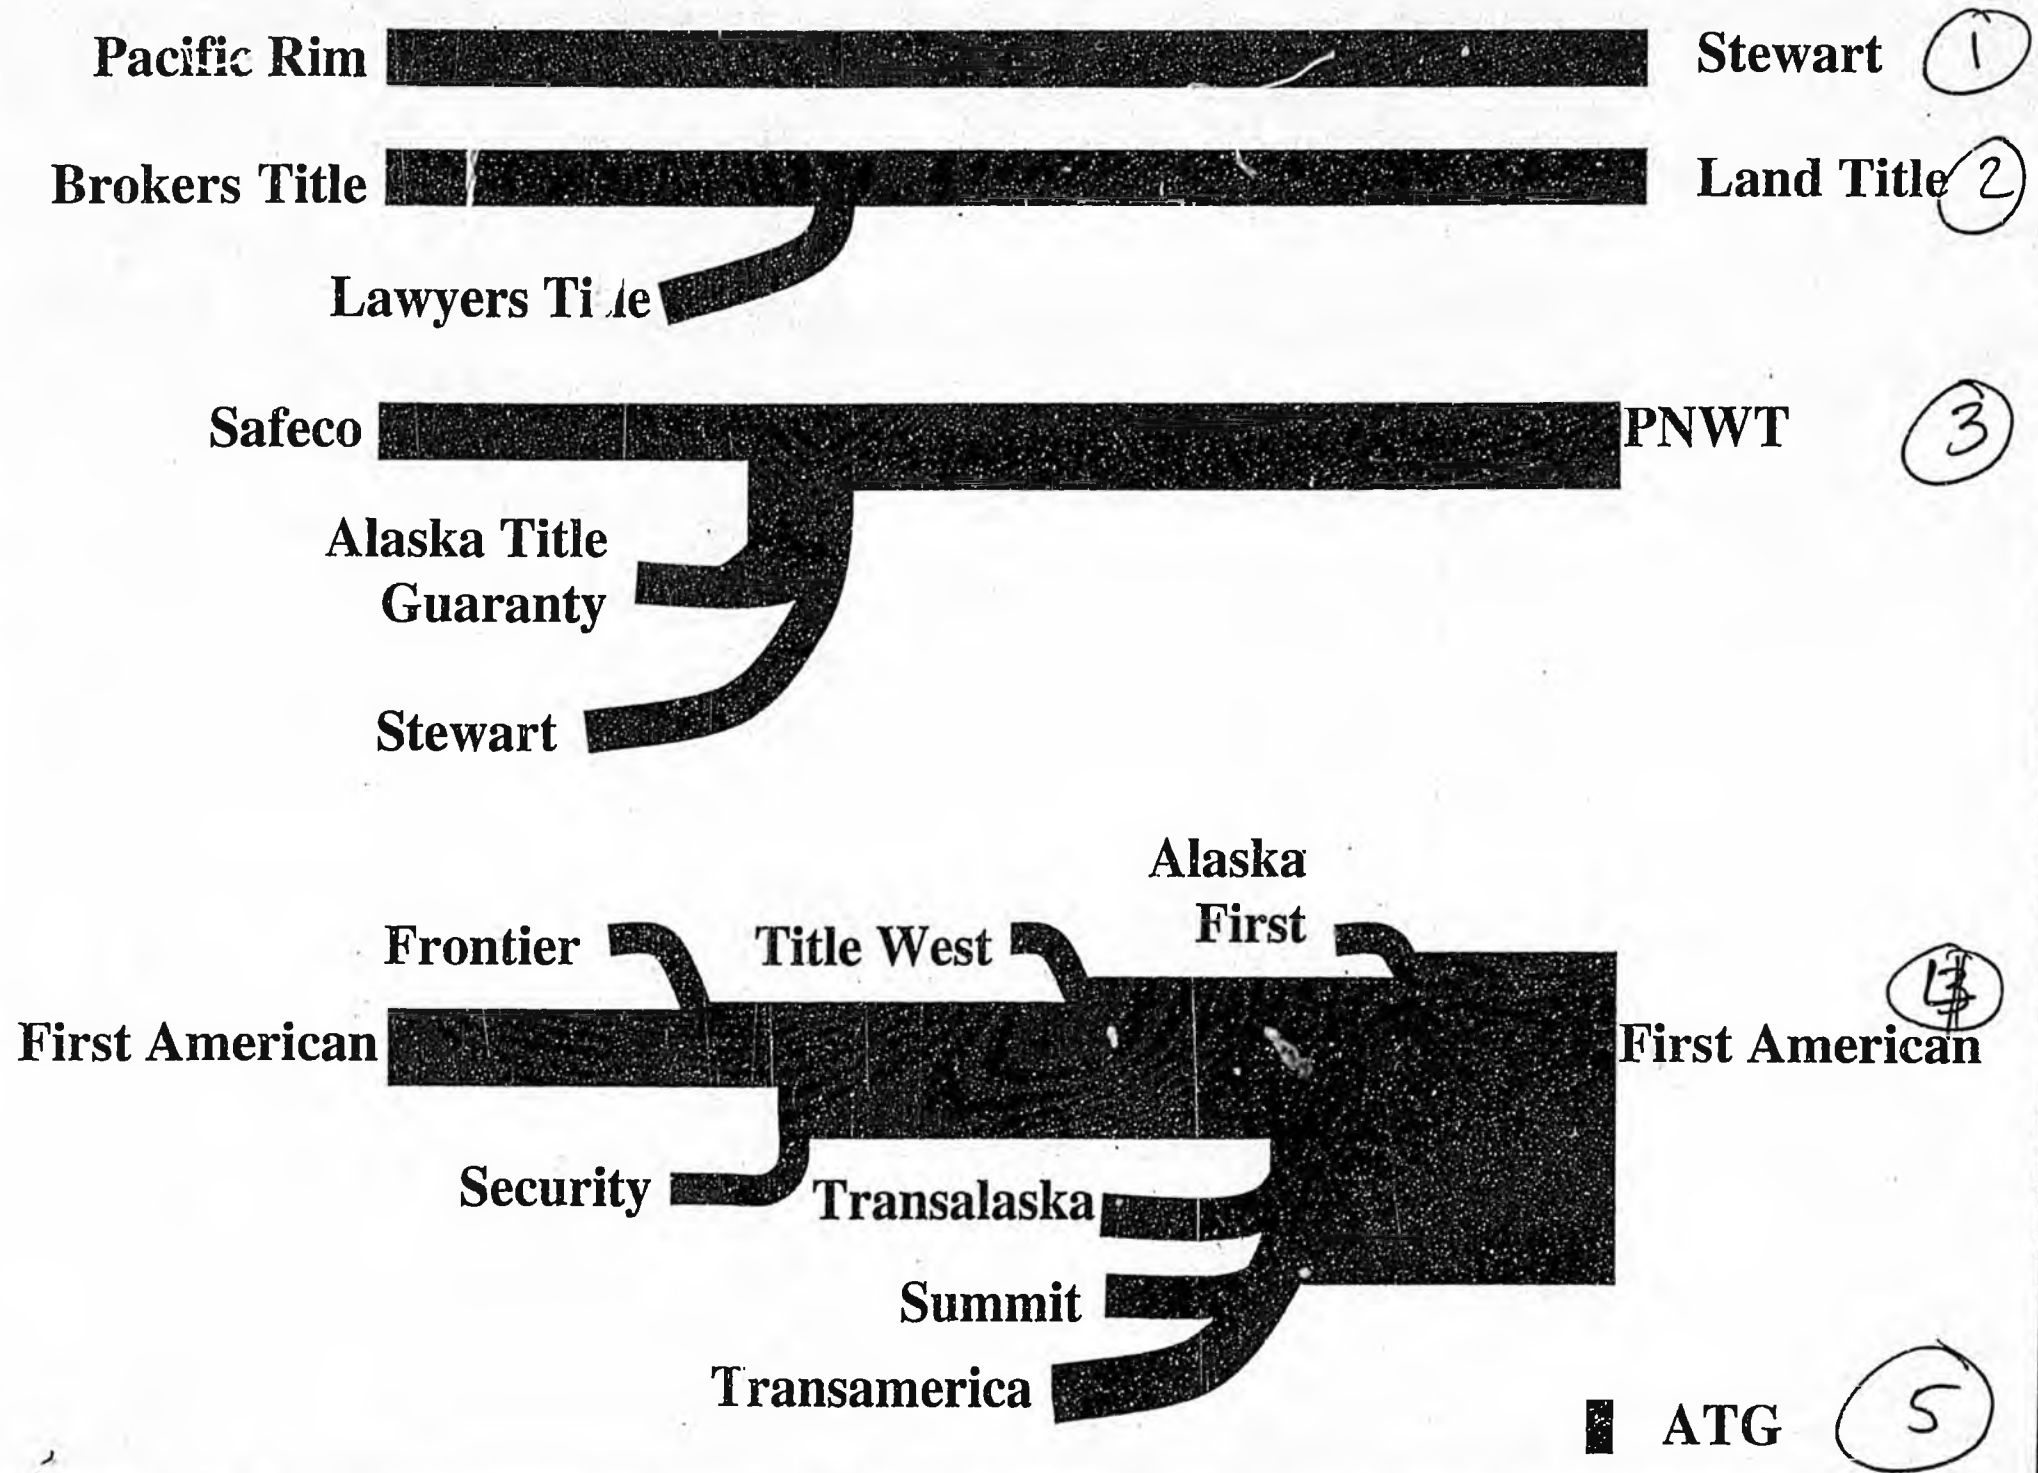 Pacific Rim Stewart 1
Brokers Title Land Title 2
Lawyers Ti le
Safeco PNWT 3
Alaska Title
Guaranty
Stewart
Alaska
First
Frontier Title West
First American First American
Security
Transalaska
Summit
Transamerica
ATG 5